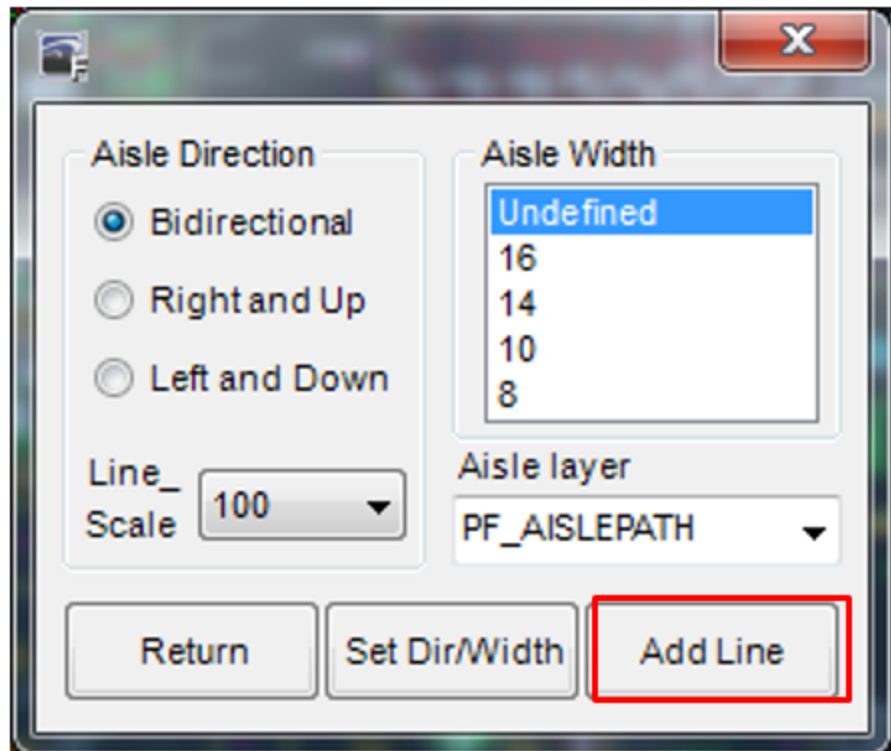 Aisle Direction
Bidirectional
Right and Up
Left and Down
Line_
Scale
100
Aisle Width
Undefined
16
14
10
8
Aisle layer
PF_AISLEPATH
Return
Set Dir/Width
Add Line